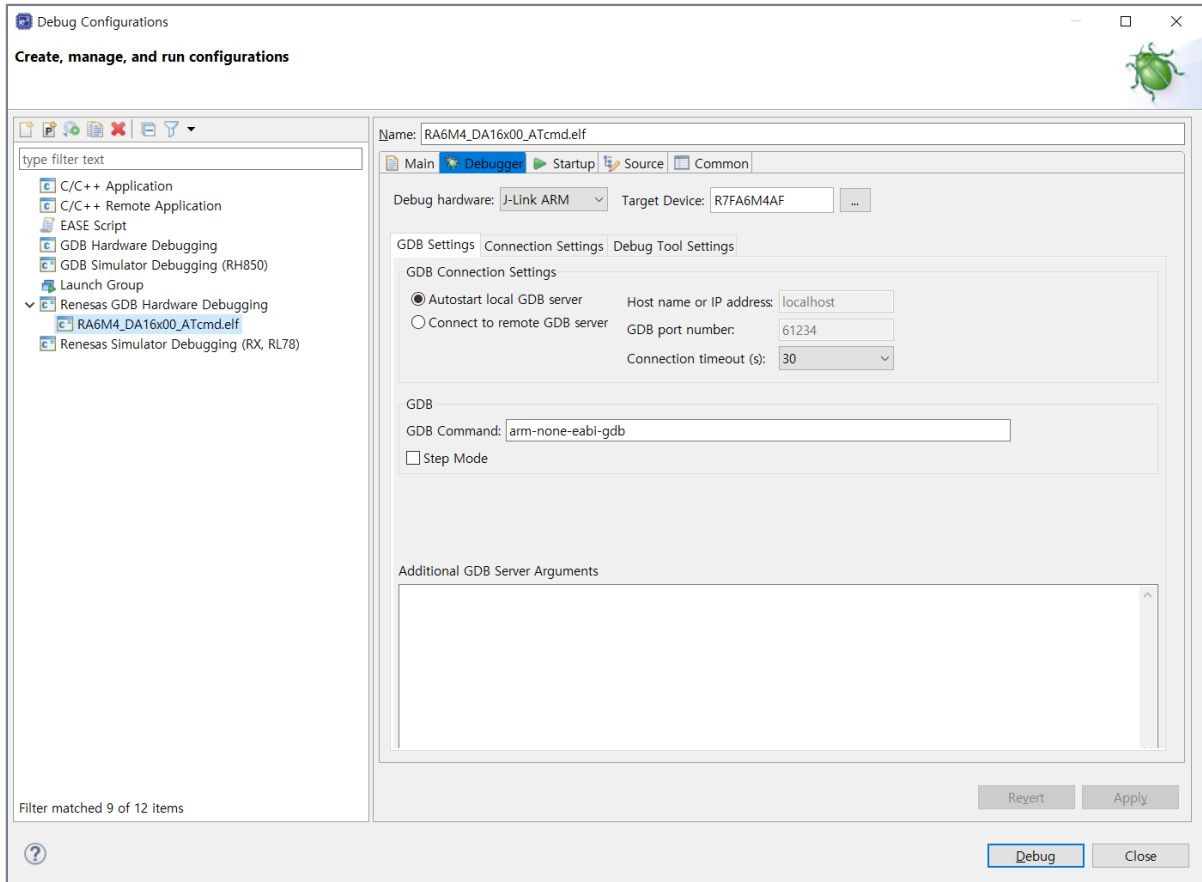 Debug Configurations
Create, manage, and run configurations
type filter text
C/C++ Application
C/C++ Remote Application
EASE Script
GDB Hardware Debugging
GDB Simulator Debugging (RH850)
Launch Group
Renesas GDB Hardware Debugging
RA6M4_DA16x00_ATcmd.elf
Renesas Simulator Debugging (RX, RL78)
Filter matched 9 of 12 items
Name: RA6M4_DA16x00_ATcmd.elf
Main Debugger Startup Source Common
Debug hardware: J-Link ARM Target Device: R7FA6M4AF ...
GDB Settings Connection Settings Debug Tool Settings
GDB Connection Settings
Autostart local GDB server Host name or IP address: localhost
Connect to remote GDB server GDB port number: 61234
Connection timeout (s): 30
GDB
GDB Command: arm-none-eabi-gdb
Step Mode
Additional GDB Server Arguments
Revert Apply
Debug Close